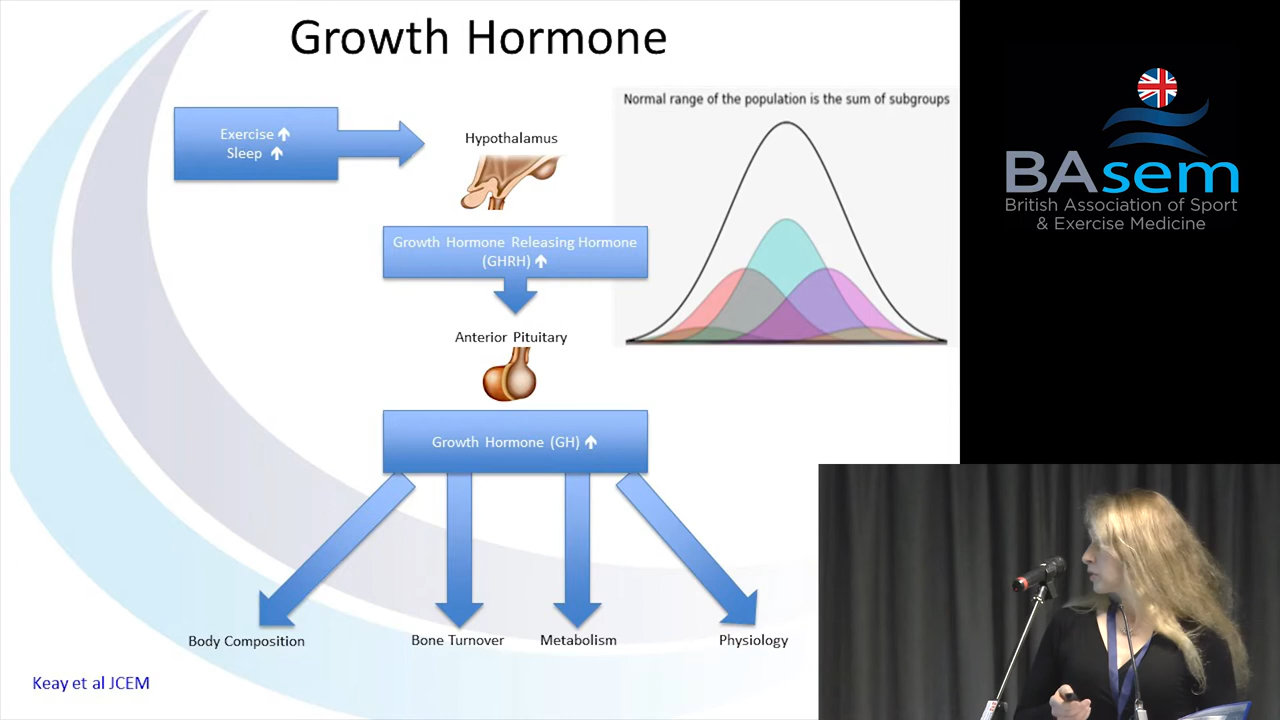 Growth Hormone
Exercise ↑
Sleep ↑
Hypothalamus
Normal range of the population is the sum of subgroups
Growth Hormone Releasing Hormone
(GHRH) ↑
Anterior Pituitary
Growth Hormone (GH) ↑
Body Composition
Bone Turnover
Metabolism
Physiology
Keay et al JCEM
BAsem
British Association of Sport
& Exercise Medicine